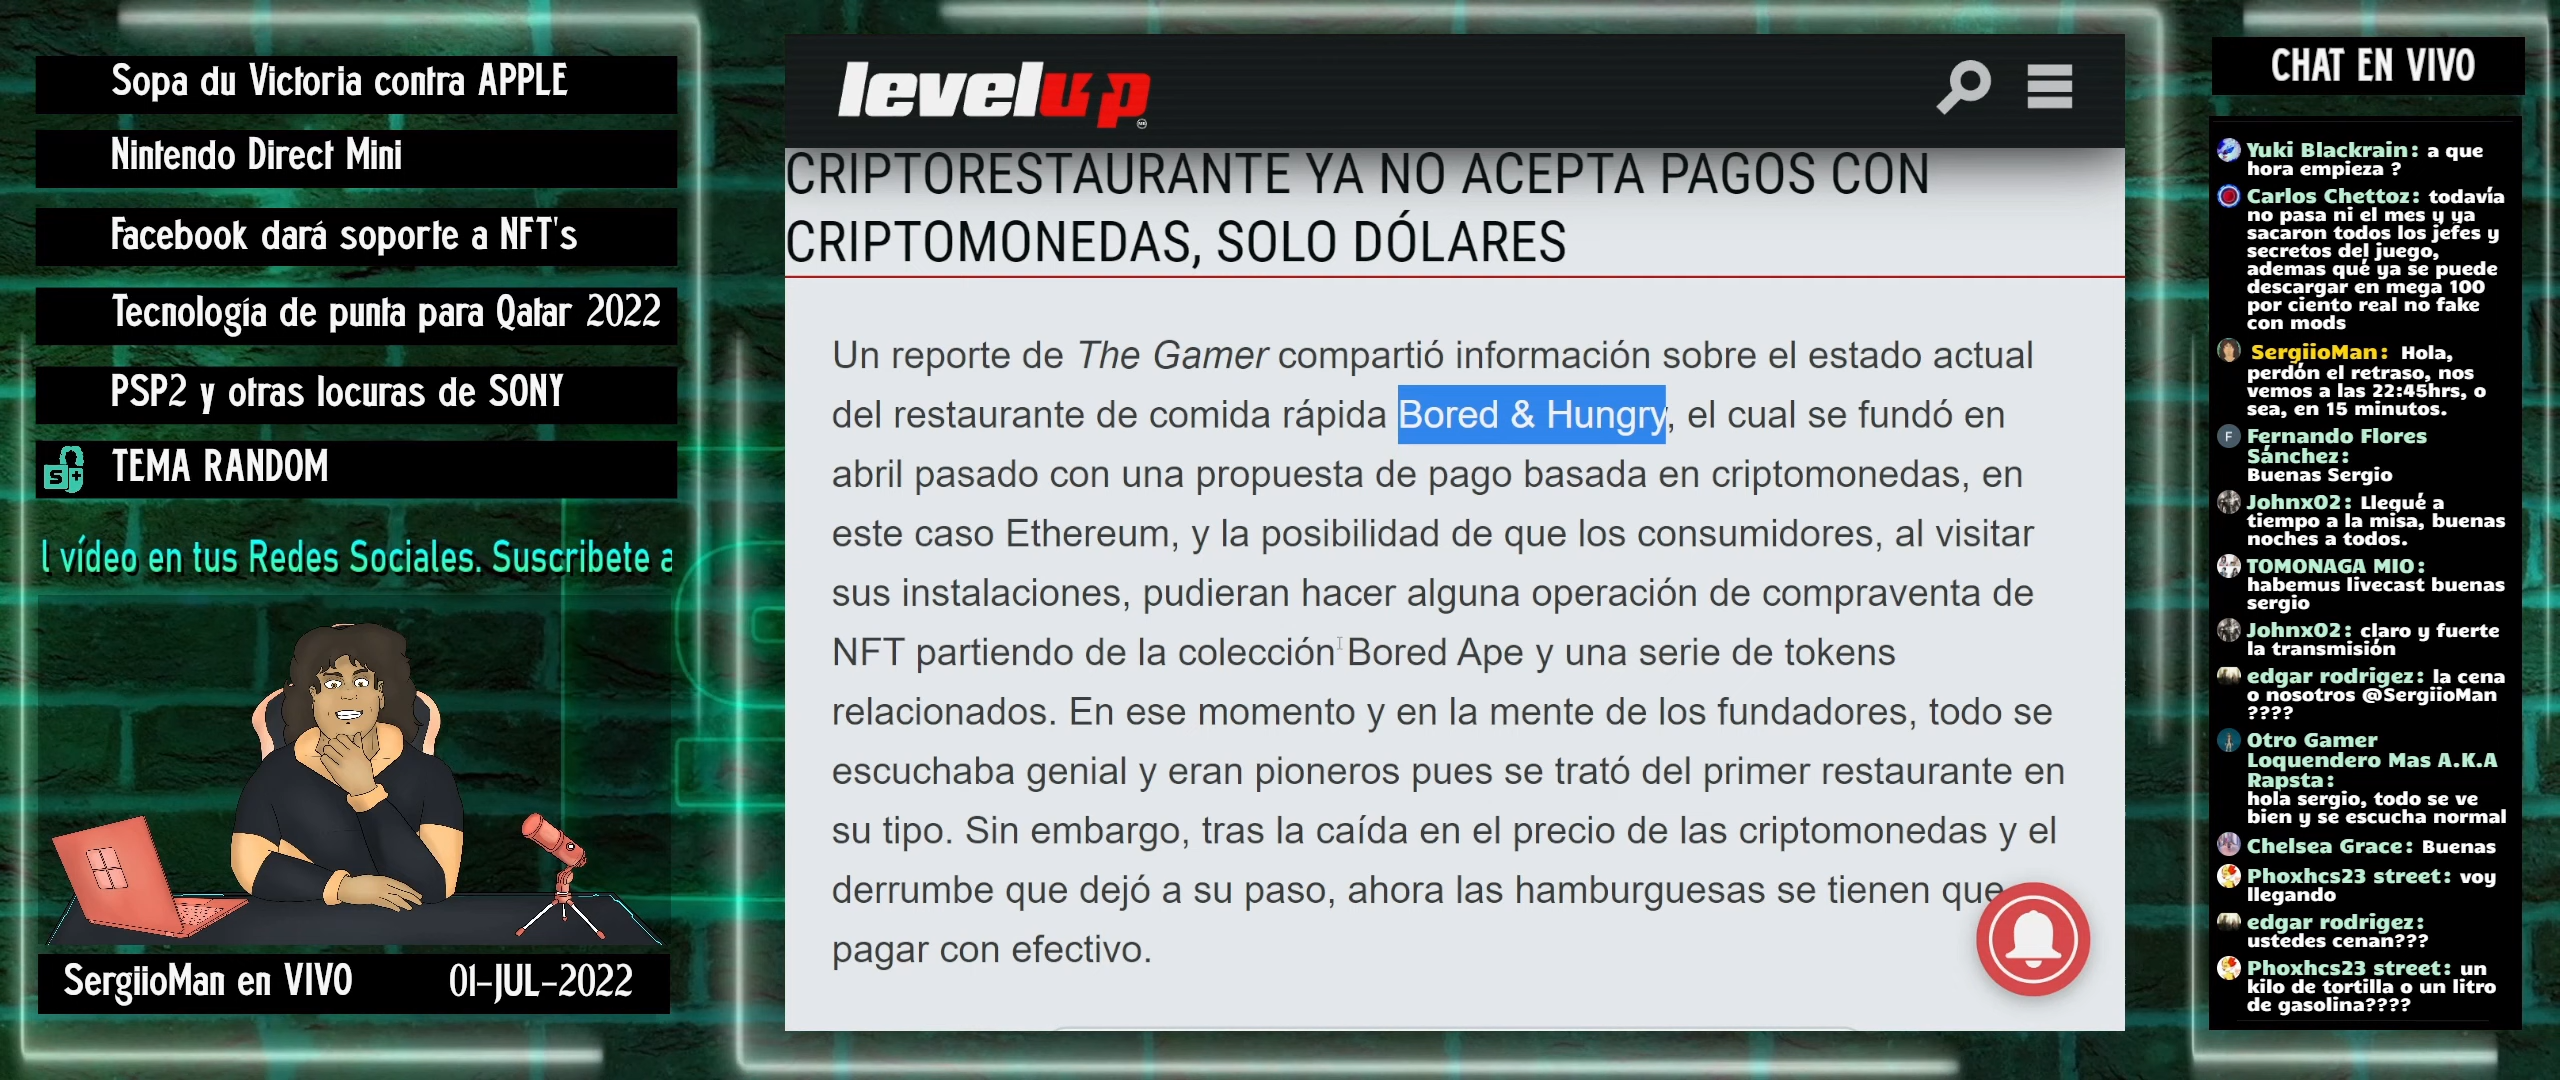 Sopa du Victoria contra APPLE
Nintendo Direct Mini
Facebook dará soporte a NFT's
Tecnología de punta para Qatar 2022
PSP2 y otras locuras de SONY
S+
TEMA RANDOM
l vídeo en tus Redes Sociales. Suscribete a
SergiioMan en VIVO 01-JUL-2022
levelup
CRIPTORESTAURANTE YA NO ACEPTA PAGOS CON
CRIPTOMONEDAS, SOLO DÓLARES
Un reporte de The Gamer compartió información sobre el estado actual
del restaurante de comida rápida Bored & Hungry, el cual se fundó en
abril pasado con una propuesta de pago basada en criptomonedas, en
este caso Ethereum, y la posibilidad de que los consumidores, al visitar
sus instalaciones, pudieran hacer alguna operación de compraventa de
NFT partiendo de la colección Bored Ape y una serie de tokens
relacionados. En ese momento y en la mente de los fundadores, todo se
escuchaba genial y eran pioneros pues se trató del primer restaurante en
su tipo. Sin embargo, tras la caída en el precio de las criptomonedas y el
derrumbe que dejó a su paso, ahora las hamburguesas se tienen que
pagar con efectivo.
CHAT EN VIVO
Yuki Blackrain: a que
hora empieza ?
Carlos Chettoz: todavía
no pasa ni el mes y ya
sacaron todos los jefes y
secretos del juego,
ademas qué ya se puede
descargar en mega 100
por ciento real no fake
con mods
SergiioMan: Hola,
perdón el retraso, nos
vemos a las 22:45hrs, o
sea, en 15 minutos.
F
Fernando Flores
Sánchez:
Buenas Sergio
Johnx02: Llegué a
tiempo a la misa, buenas
noches a todos.
TOMONAGA MIO:
habemus livecast buenas
sergio
Johnx02: claro y fuerte
la transmisión
edgar rodrigez: la cena
o nosotros @SergiioMan
????
Otro Gamer
Loquendero Mas A.K.A
Rapsta:
hola sergio, todo se ve
bien y se escucha normal
Chelsea Grace: Buenas
Phoxhcs23 street: voy
llegando
edgar rodrigez:
ustedes cenan???
Phoxhcs23 street: un
kilo de tortilla o un litro
de gasolina????